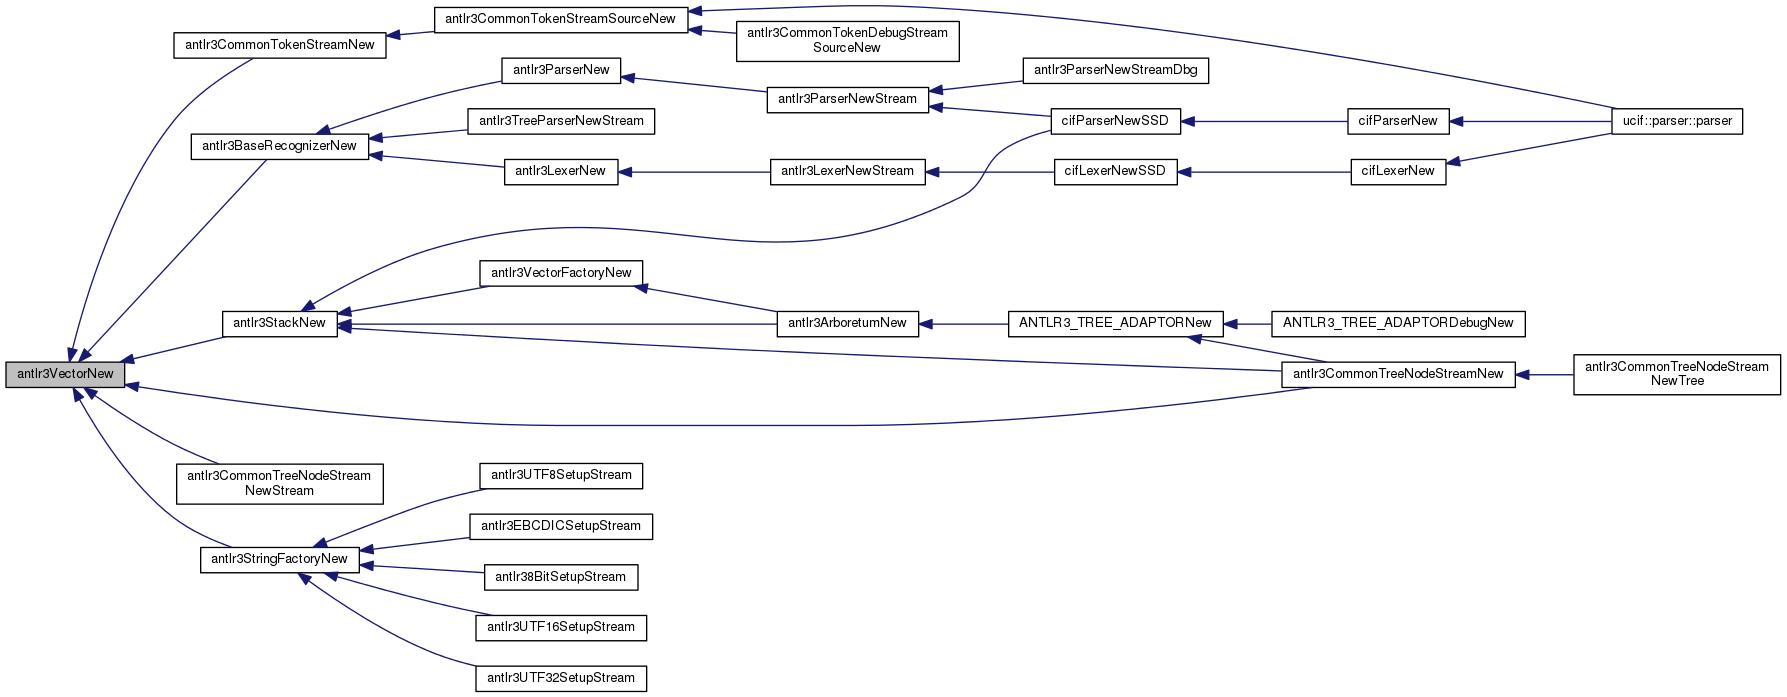 antlr3CommonTokenStreamSourceNew
antlr3CommonTokenStreamNew
antlr3CommonTokenDebugStream
SourceNew
antlr3ParserNew
antlr3ParserNewStreamDbg
antlr3ParserNewStream
antlr3TreeParserNewStream
cifParserNewSSD
cifParserNew
ucif::parser::parser
antlr3BaseRecognizerNew
antlr3LexerNew
antlr3LexerNewStream
cifLexerNewSSD
cifLexerNew
antlr3VectorFactoryNew
antlr3StackNew
antlr3ArboretumNew
ANTLR3_TREE_ADAPTORNew
ANTLR3_TREE_ADAPTORDebugNew
antlr3VectorNew
antlr3CommonTreeNodeStreamNew
antlr3CommonTreeNodeStream
NewTree
antlr3CommonTreeNodeStream
NewStream
antlr3UTF8SetupStream
antlr3EBCDICSetupStream
antlr3StringFactoryNew
antlr38BitSetupStream
antlr3UTF16SetupStream
antlr3UTF32SetupStream